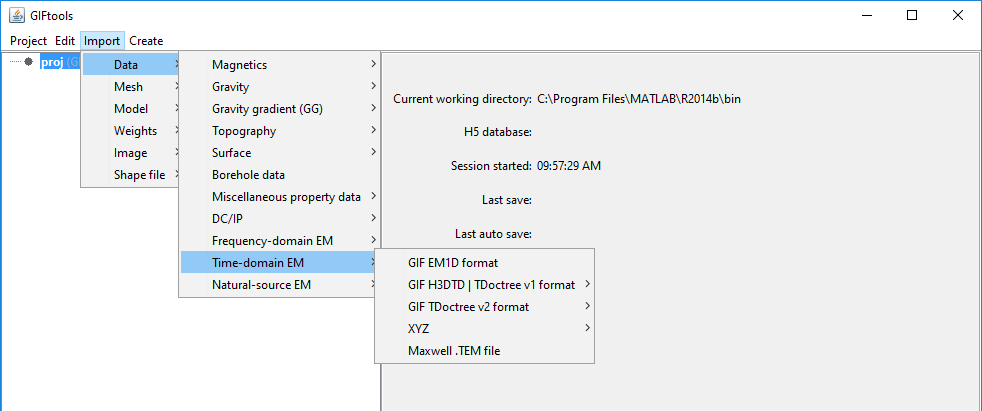 GIFtools
Project Edit Import Create
proj (G
Data
Mesh
Model
Weights
Image
Shape file
Magnetics
Gravity
Gravity gradient (GG)
Topography
Surface
Borehole data
Miscellaneous property data
DC/IP
Frequency-domain EM
Time-domain EM
Natural-source EM
GIF EM1D format
GIF H3DTD | TDoctree v1 format
GIF TDoctree v2 format
XYZ
Maxwell .TEM file
Current working directory: C:\Program Files\MATLAB\R2014b\bin
H5 database:
Session started: 09:57:29 AM
Last save:
Last auto save: